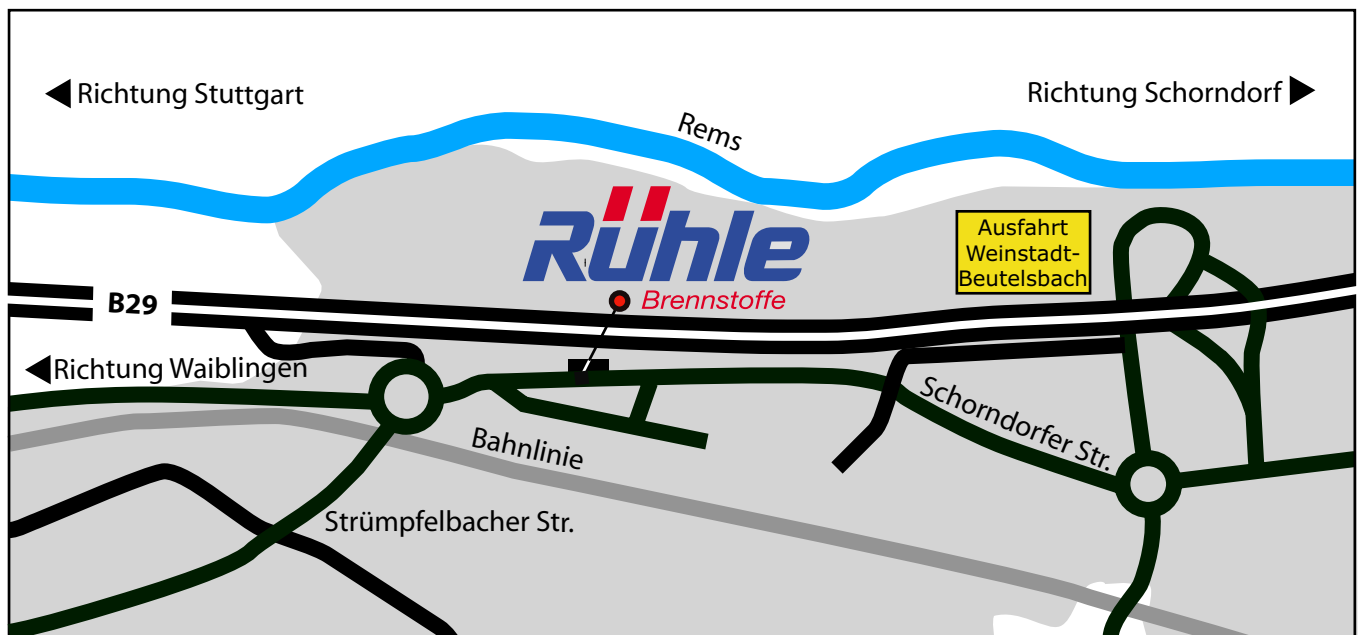 Richtung Stuttgart
Richtung Schorndorf
Rems
Rühle
Brennstoffe
Ausfahrt
Weinstadt-
Beutelsbach
B29
Richtung Waiblingen
Schorndorfer Str.
Bahnlinie
Strümpfelbacher Str.